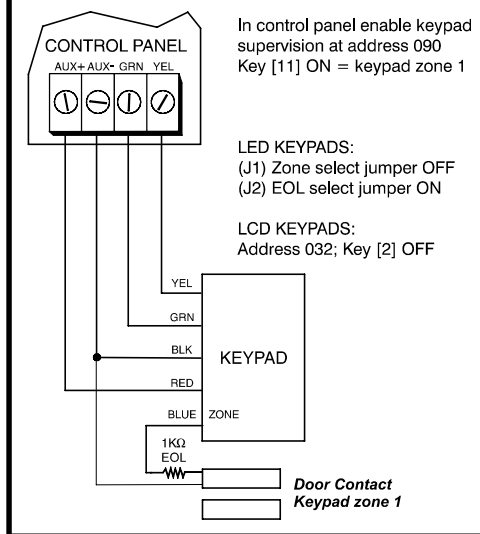 In control panel enable keypad
supervision at address 090
Key [11] ON = keypad zone 1
CONTROL PANEL
AUX+ AUX- GRN YEL
LED KEYPADS:
(J1) Zone select jumper OFF
(J2) EOL select jumper ON
LCD KEYPADS:
Address 032; Key [2] OFF
YEL
GRN
BLK
KEYPAD
RED
BLUE ZONE
1KΩ
EOL
Door Contact
Keypad zone 1